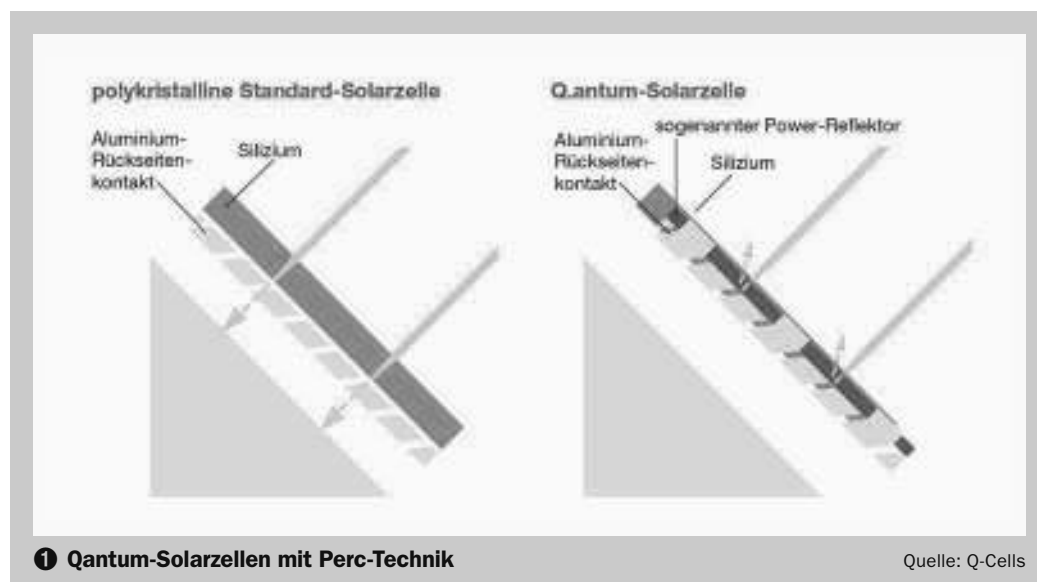 polykristalline Standard-Solarzelle
Aluminium-
Rückseiten-
kontakt
Silizium
Q.antum-Solarzelle
sogenannter Power-Reflektor
Aluminium-
Rückseiten-
kontakt
Silizium
❶ Qantum-Solarzellen mit Perc-Technik
Quelle: Q-Cells